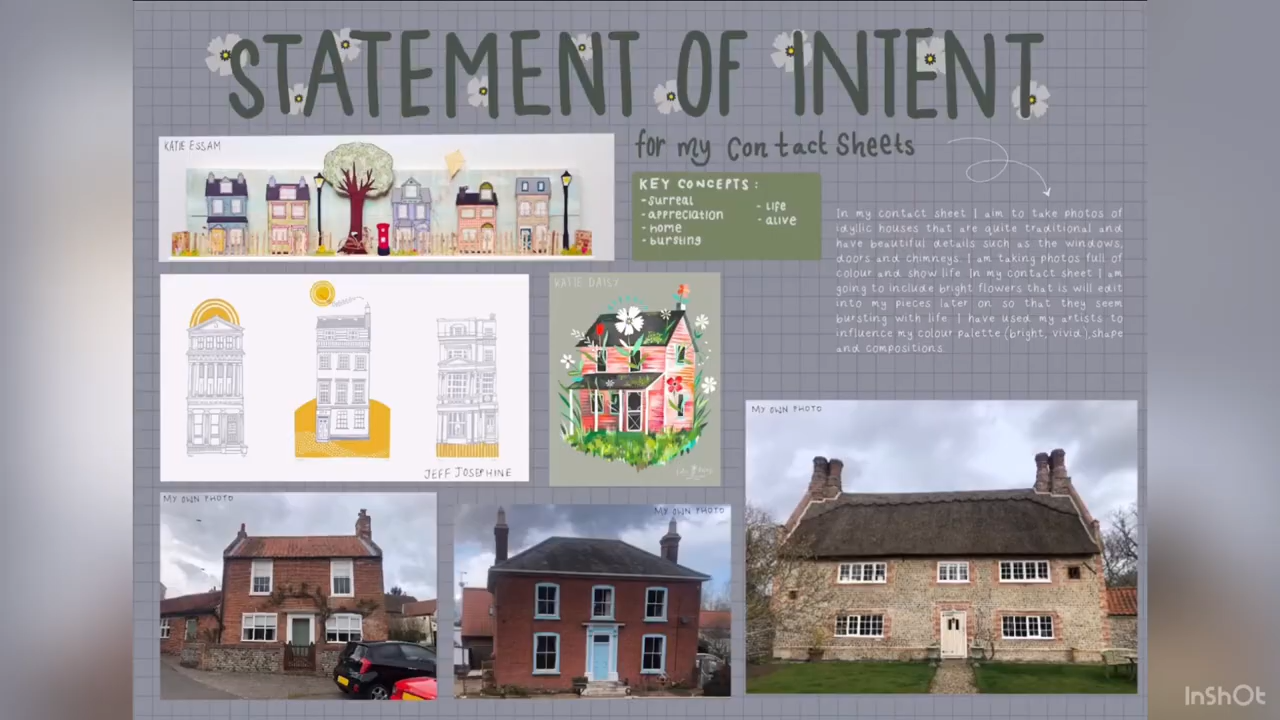 STATEMENT OF INTENT
for my Contact Sheets
KATIE ESSAM
KEY CONCEPTS:
- surreal
- appreciation
- home
- bursting
- life
- alive
In my contact sheet I aim to take photos of
idyllic houses that are quite traditional and
have beautiful details such as the windows,
doors and chimneys. I am taking photos full of
colour and show life. In my contact sheet I am
going to include bright flowers that is will edit
into my pieces later on so that they seem
bursting with life. I have used my artists to
influence my colour palette (bright, vivid), shape
and compositions.
KATIE DAISY
JEFF JOSEPHINE
MY OWN PHOTO
MY OWN PHOTO
MY OWN PHOTO
InShOt